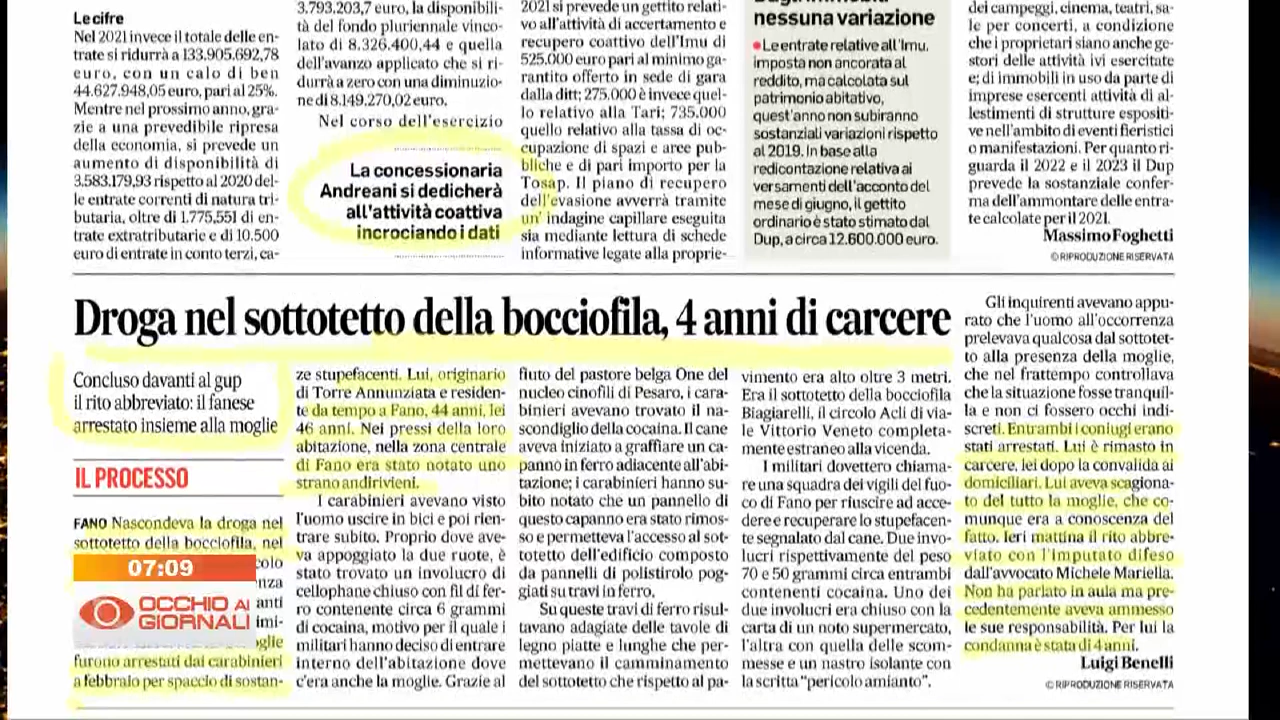 Le cifre
Nel 2021 invece il totale delle en-
trate si ridurrà a 133.905.692,78
euro, con un calo di ben
44.627.948,05 euro, pari al 25%.
Mentre nel prossimo anno, gra-
zie a una prevedibile ripresa
della economia, si prevede un
aumento di disponibilità di
3.583.179,93 rispetto al 2020 del-
le entrate correnti di natura tri-
butaria, oltre di 1.775,551 di en-
trate extratributarie e di 10.500
euro di entrate in conto terzi, ca-
3.793.203,7 euro, la disponibili-
tà del fondo pluriennale vinco-
lato di 8.326.400,44 e quella
dell'avanzo applicato che si ri-
durrà a zero con una diminuzio-
ne di 8.149.270,02 euro.
Nel corso dell'esercizio
La concessionaria
Andreani si dedicherà
all'attività coattiva
incrociando i dati
2021 si prevede un gettito relati-
vo all'attività di accertamento e
recupero coattivo dell'Imu di
525.000 euro pari al minimo ga-
rantito offerto in sede di gara
dalla ditt; 275.000 è invece quel-
lo relativo alla Tari; 735.000
quello relativo alla tassa di oc-
cupazione di spazi e aree pub-
bliche e di pari importo per la
Tosap. Il piano di recupero
dell'evasione avverrà tramite
un' indagine capillare eseguita
sia mediante lettura di schede
informative legate alla proprie-
nessuna variazione
Le entrate relative all'Imu,
imposta non ancorata al
reddito, ma calcolata sul
patrimonio abitativo,
quest'anno non subiranno
sostanziali variazioni rispetto
al 2019. In base alla
redicontazione relativa ai
versamenti dell'acconto del
mese di giugno, il gettito
ordinario è stato stimato dal
Dup, a circa 12.600.000 euro.
dei campeggi, cinema, teatri, sa-
le per concerti, a condizione
che i proprietari siano anche ge-
stori delle attività ivi esercitate
e; di immobili in uso da parte di
imprese esercenti attività di al-
lestimenti di strutture espositi-
ve nell'ambito di eventi fieristici
o manifestazioni. Per quanto ri-
guarda il 2022 e il 2023 il Dup
prevede la sostanziale confer-
ma dell'ammontare delle entra-
te calcolate per il 2021.
Massimo Foghetti
© RIPRODUZIONE RISERVATA
Droga nel sottotetto della bocciofila, 4 anni di carcere
Concluso davanti al gup
il rito abbreviato: il fanese
arrestato insieme alla moglie
IL PROCESSO
FANO Nascondeva la droga nel
sottotetto della bocciofila, nel
colo
nza
anti
imi-
oglie
furono arrestati dai carabinieri
a febbraio per spaccio di sostan-
07:09
OCCHIO AI
GIORNALI
ze stupefacenti. Lui, originario
di Torre Annunziata e residen-
te da tempo a Fano, 44 anni, lei
46 anni. Nei pressi della loro
abitazione, nella zona centrale
di Fano era stato notato uno
strano andirivieni.
I carabinieri avevano visto
l'uomo uscire in bici e poi rien-
trare subito. Proprio dove ave-
va appoggiato la due ruote, è
stato trovato un involucro di
cellophane chiuso con fil di fer-
ro contenente circa 6 grammi
di cocaina, motivo per il quale i
militari hanno deciso di entrare
interno dell'abitazione dove
c'era anche la moglie. Grazie al
fiuto del pastore belga One del
nucleo cinofili di Pesaro, i cara-
binieri avevano trovato il na-
scondiglio della cocaina. Il cane
aveva iniziato a graffiare un ca-
panno in ferro adiacente all'abi-
tazione; i carabinieri hanno su-
bito notato che un pannello di
questo capanno era stato rimos-
so e permetteva l'accesso al sot-
totetto dell'edificio composto
da pannelli di polistirolo pog-
giati su travi in ferro.
Su queste travi di ferro risul-
tavano adagiate delle tavole di
legno piatte e lunghe che per-
mettevano il camminamento
del sottotetto che rispetto al pa-
vimento era alto oltre 3 metri.
Era il sottotetto della bocciofila
Biagiarelli, il circolo Acli di via-
le Vittorio Veneto completa-
mente estraneo alla vicenda.
I militari dovettero chiama-
re una squadra dei vigili del fuo-
co di Fano per riuscire ad acce-
dere e recuperare lo stupefacen-
te segnalato dal cane. Due invo-
lucri rispettivamente del peso
70 e 50 grammi circa entrambi
contenenti cocaina. Uno dei
due involucri era chiuso con la
carta di un noto supermercato,
l'altra con quella delle scom-
messe e un nastro isolante con
la scritta "pericolo amianto".
Gli inquirenti avevano appu-
rato che l'uomo all'occorrenza
prelevava qualcosa dal sottotet-
to alla presenza della moglie,
che nel frattempo controllava
che la situazione fosse tranquil-
la e non ci fossero occhi indi-
screti. Entrambi i coniugi erano
stati arrestati. Lui è rimasto in
carcere, lei dopo la convalida ai
domiciliari. Lui aveva scagiona-
to del tutto la moglie, che co-
munque era a conoscenza del
fatto. Ieri mattina il rito abbre-
viato con l'imputato difeso
dall'avvocato Michele Mariella.
Non ha parlato in aula ma pre-
cedentemente aveva ammesso
le sue responsabilità. Per lui la
condanna è stata di 4 anni.
Luigi Benelli
© RIPRODUZIONE RISERVATA